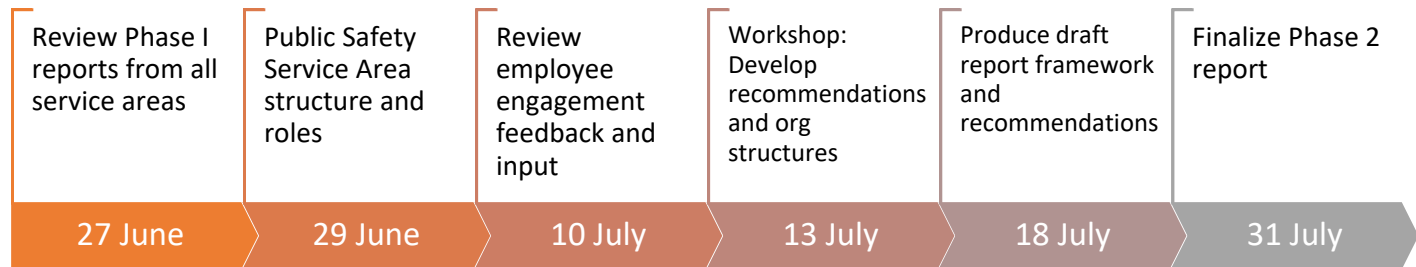 Review Phase I
reports from all
service areas
Public Safety
Service Area
structure and
roles
Review
employee
engagement
feedback and
input
Workshop:
Develop
recommendations
and org
structures
Produce draft
report framework
and
recommendations
Finalize Phase 2
report
27 June
29 June
10 July
13 July
18 July
31 July